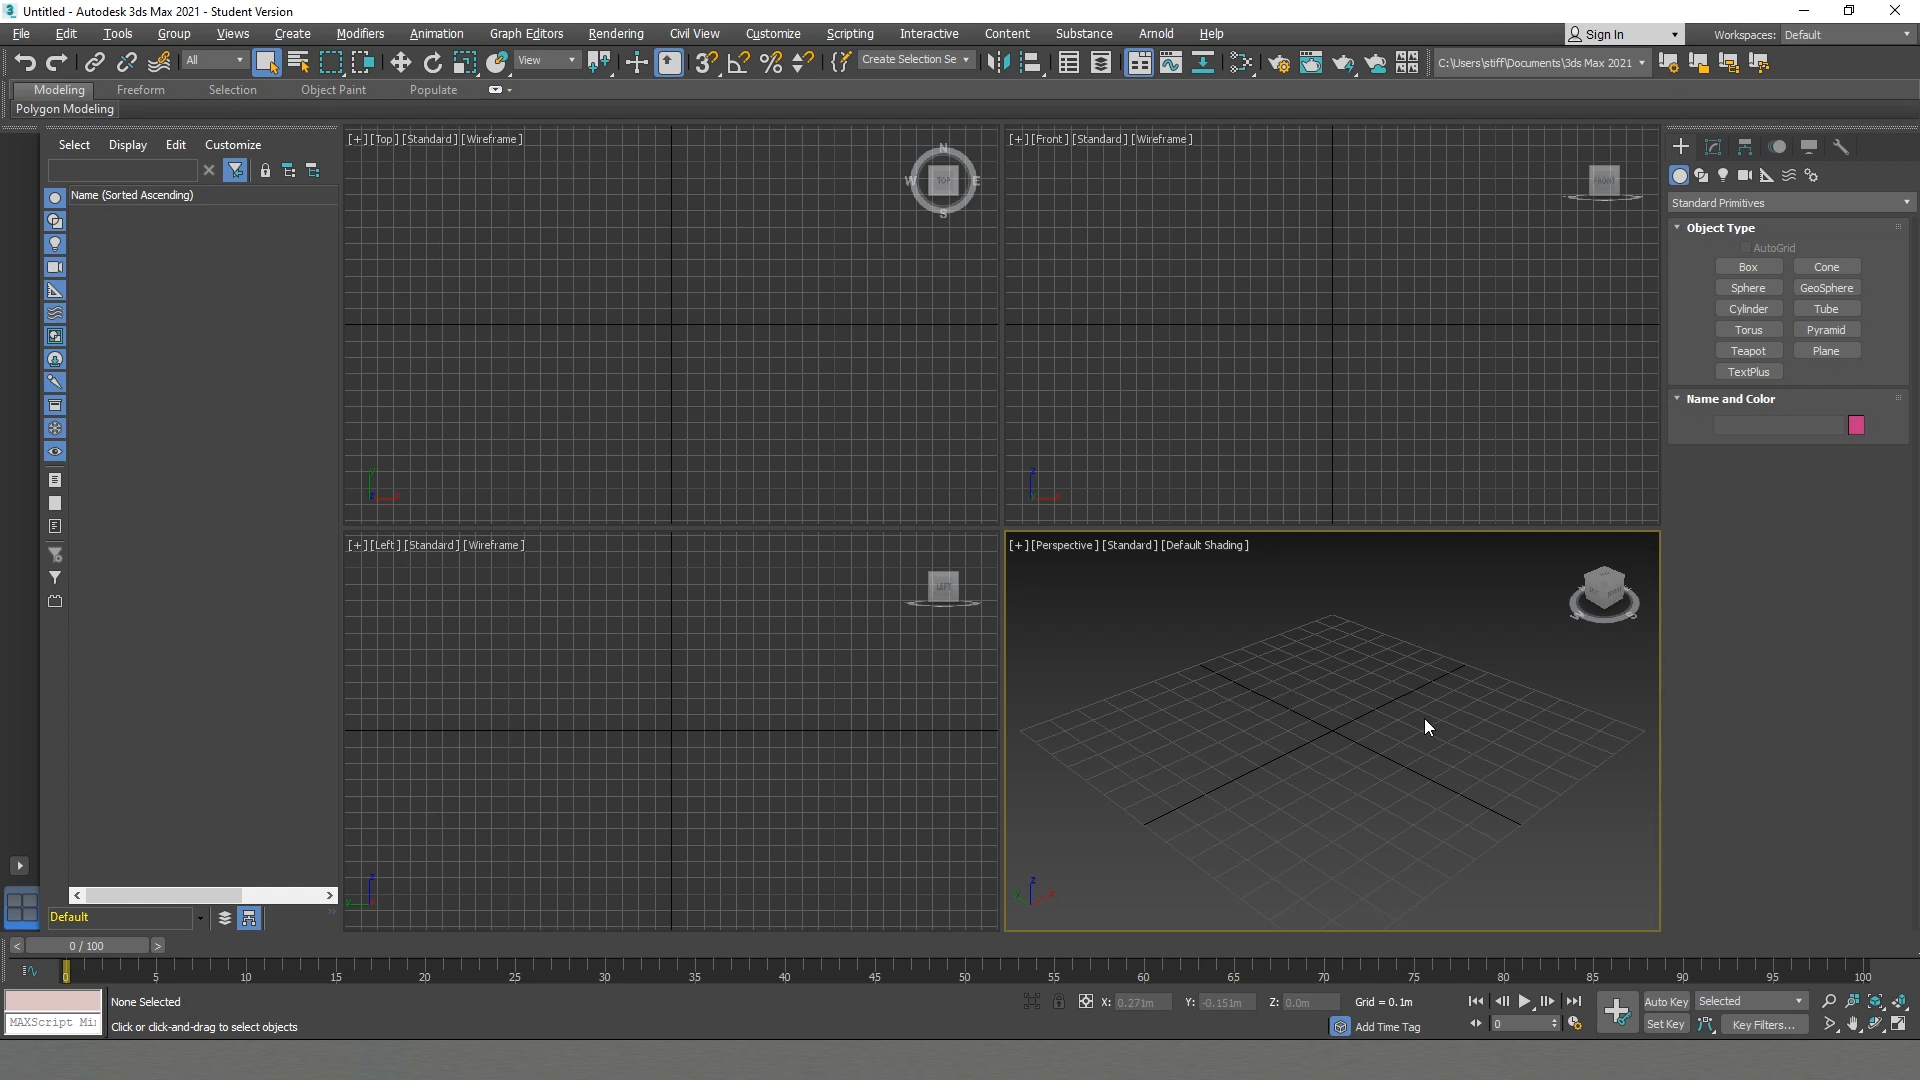 Untitled - Autodesk 3ds Max 2021 - Student Version
File Edit Tools Group Views Create Modifiers Animation Graph Editors Rendering Civil View Customize Scripting Interactive Content Substance Arnold Help
Sign In Workspaces: Default
All View Create Selection Se C:\Users\stiff\Documents\3ds Max 2021
Modeling Freeform Selection Object Paint Populate
Polygon Modeling
Select Display Edit Customize
Name (Sorted Ascending)
Default
[+] [Top] [Standard] [Wireframe]
N
W TOP E
S
y
z x
[+] [Front] [Standard] [Wireframe]
FRONT
z
y x
[+] [Left] [Standard] [Wireframe]
LEFT
z
y x
[+] [Perspective] [Standard] [Default Shading]
z
y x
Standard Primitives
Object Type
AutoGrid
Box Cone
Sphere GeoSphere
Cylinder Tube
Torus Pyramid
Teapot Plane
TextPlus
Name and Color
< 0 / 100 >
0 5 10 15 20 25 30 35 40 45 50 55 60 65 70 75 80 85 90 95 100
None Selected
X: 0.271m Y: -0.151m Z: 0.0m Grid = 0.1m
Auto Key Selected
MAXScript Mi
Click or click-and-drag to select objects
Add Time Tag
0
Set Key Key Filters...